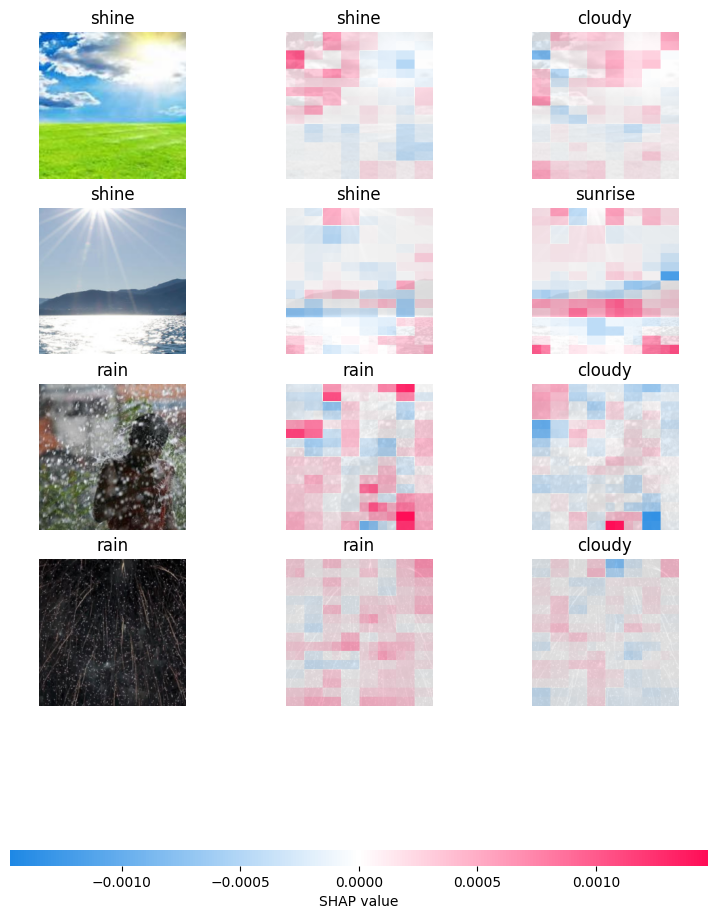 shine shine cloudy
shine shine sunrise
rain rain cloudy
rain rain cloudy
−0.0010 −0.0005 0.0000 0.0005 0.0010
SHAP value